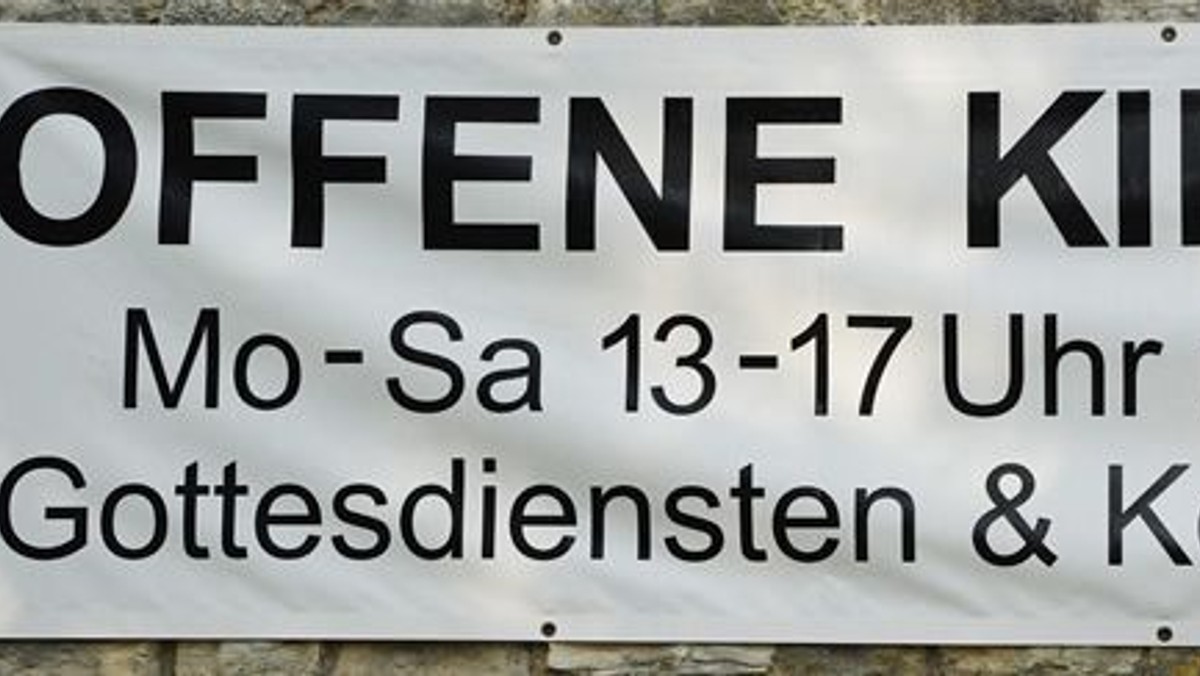 OFFENE
Mo-Sa 13-17 Uhr
Gottesdiensten &